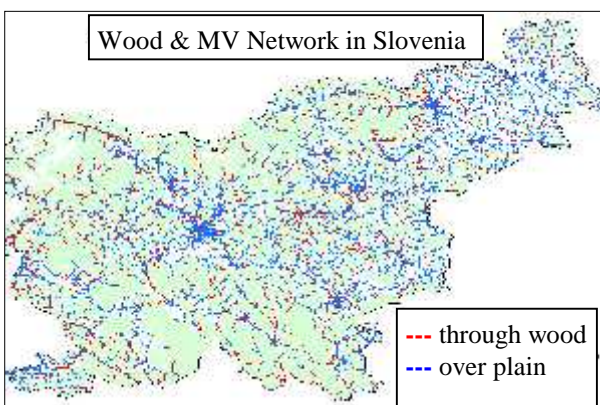 Wood & MV Network in Slovenia
--- through wood
--- over plain